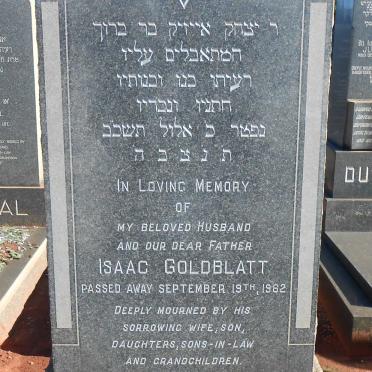 ר יצחק אייזיק בר ברוך
המתאבלים עליו
רעיתו בנו ובנותיו
חתניו ונכדיו
נפטר כ אלול תשכב
ת נ צ ב ה
IN LOVING MEMORY
OF
MY BELOVED HUSBAND
AND OUR DEAR FATHER
ISAAC GOLDBLATT
PASSED AWAY SEPTEMBER 19TH, 1962
DEEPLY MOURNED BY HIS
SORROWING WIFE, SON,
DAUGHTERS, SONS-IN-LAW
AND GRANDCHILDREN.
AL
DU